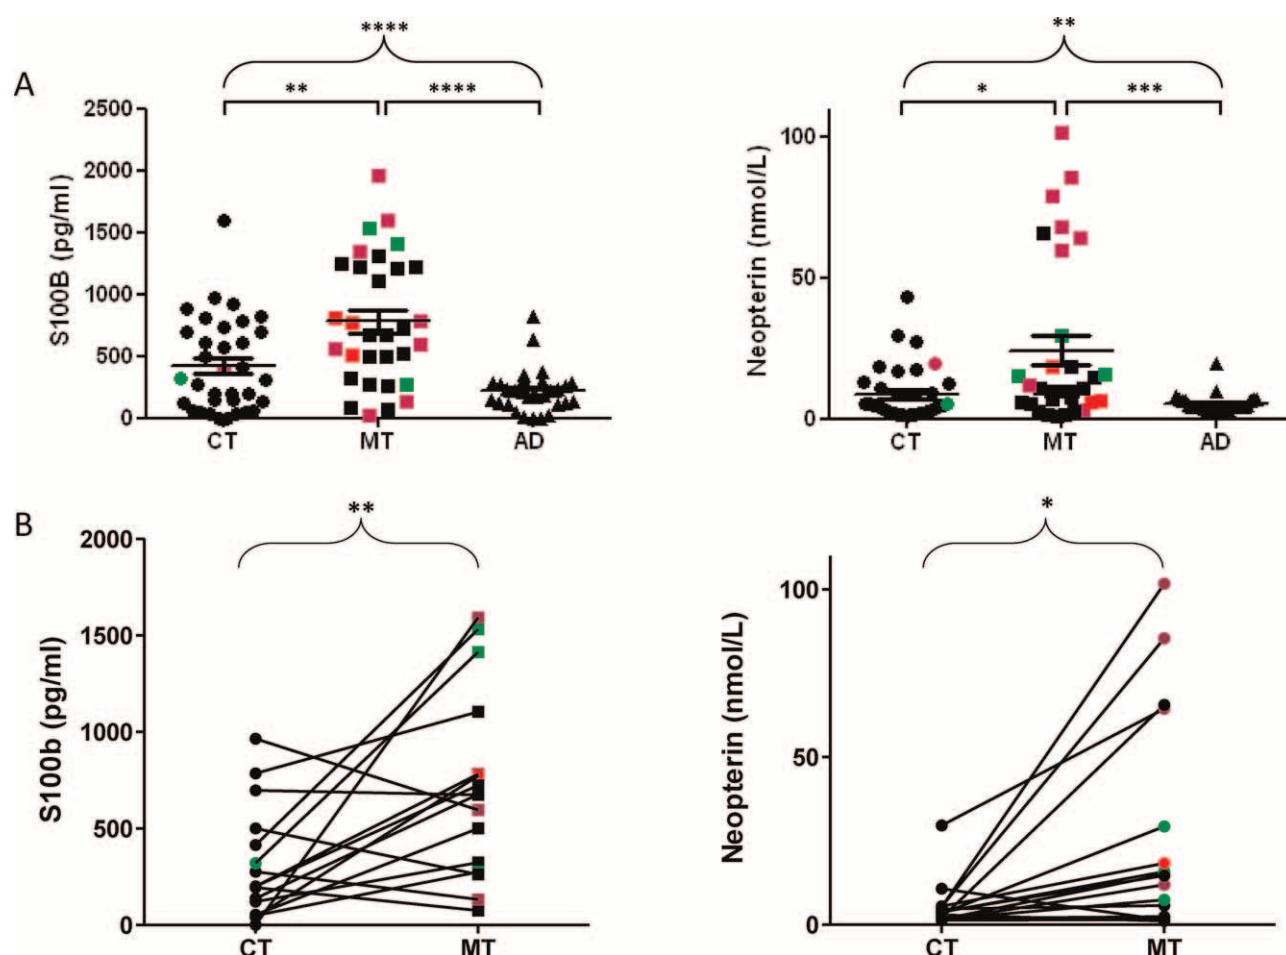 A
****
**
****
S100B (pg/ml)
2500
2000
1500
1000
500
0
CT
MT
AD
**
*
***
Neopterin (nmol/L)
100
50
0
CT
MT
AD
B
**
S100b (pg/ml)
2000
1500
1000
500
0
CT
MT
*
Neopterin (nmol/L)
100
50
0
CT
MT